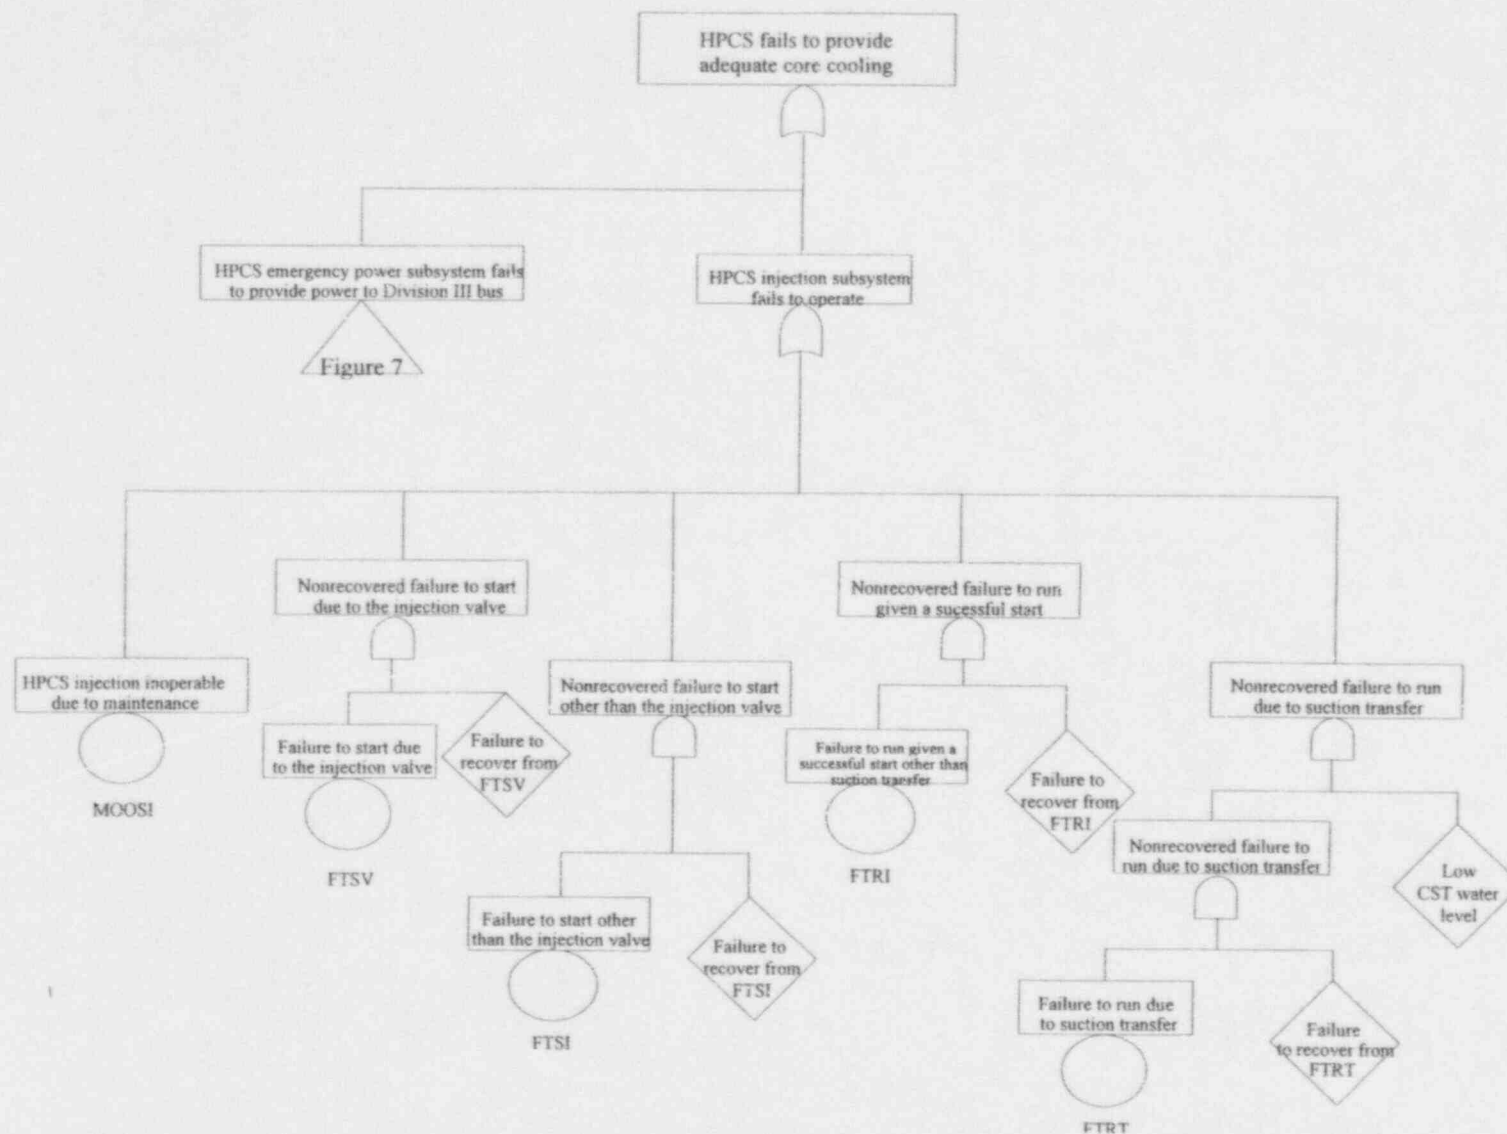 HPCS fails to provide
adequate core cooling
HPCS emergency power subsystem fails
to provide power to Division III bus
Figure 7
HPCS injection subsystem
fails to operate
Nonrecovered failure to start
due to the injection valve
Nonrecovered failure to run
given a sucessful start
HPCS injection inoperable
due to maintenance
MOOSI
Failure to start due
to the injection valve
FTSV
Failure to
recover from
FTSV
Nonrecovered failure to start
other than the injection valve
Failure to start other
than the injection valve
FTSI
Failure to
recover from
FTSI
Failure to run given a
successful start other than
suction transfer
FTRI
Failure to
recover from
FTRI
Nonrecovered failure to run
due to suction transfer
Nonrecovered failure to
run due to suction transfer
Low
CST water
level
Failure to run due
to suction transfer
FTRT
Failure
to recover from
FTRT